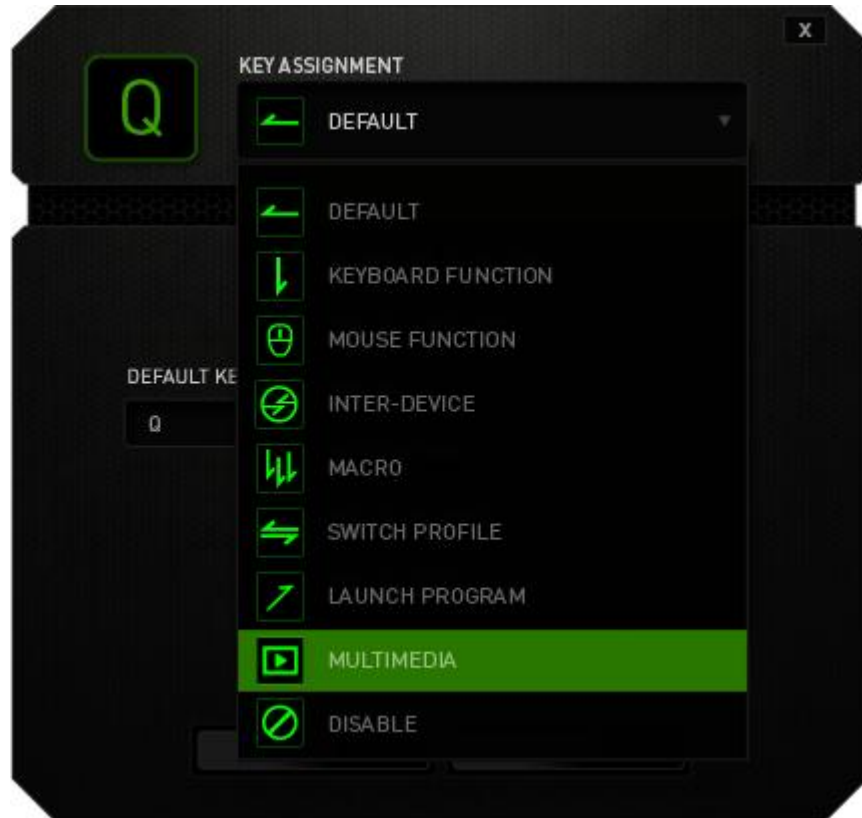 X
Q
KEY ASSIGNMENT
DEFAULT
DEFAULT
KEYBOARD FUNCTION
MOUSE FUNCTION
DEFAULT KE
INTER-DEVICE
Q
MACRO
SWITCH PROFILE
LAUNCH PROGRAM
MULTIMEDIA
DISABLE